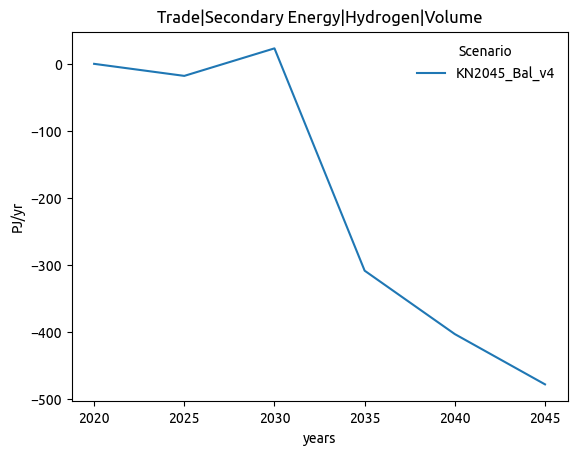 Trade|Secondary Energy|Hydrogen|Volume
Scenario
KN2045_Bal_v4
PJ/yr
0
−100
−200
−300
−400
−500
2020 2025 2030 2035 2040 2045
years